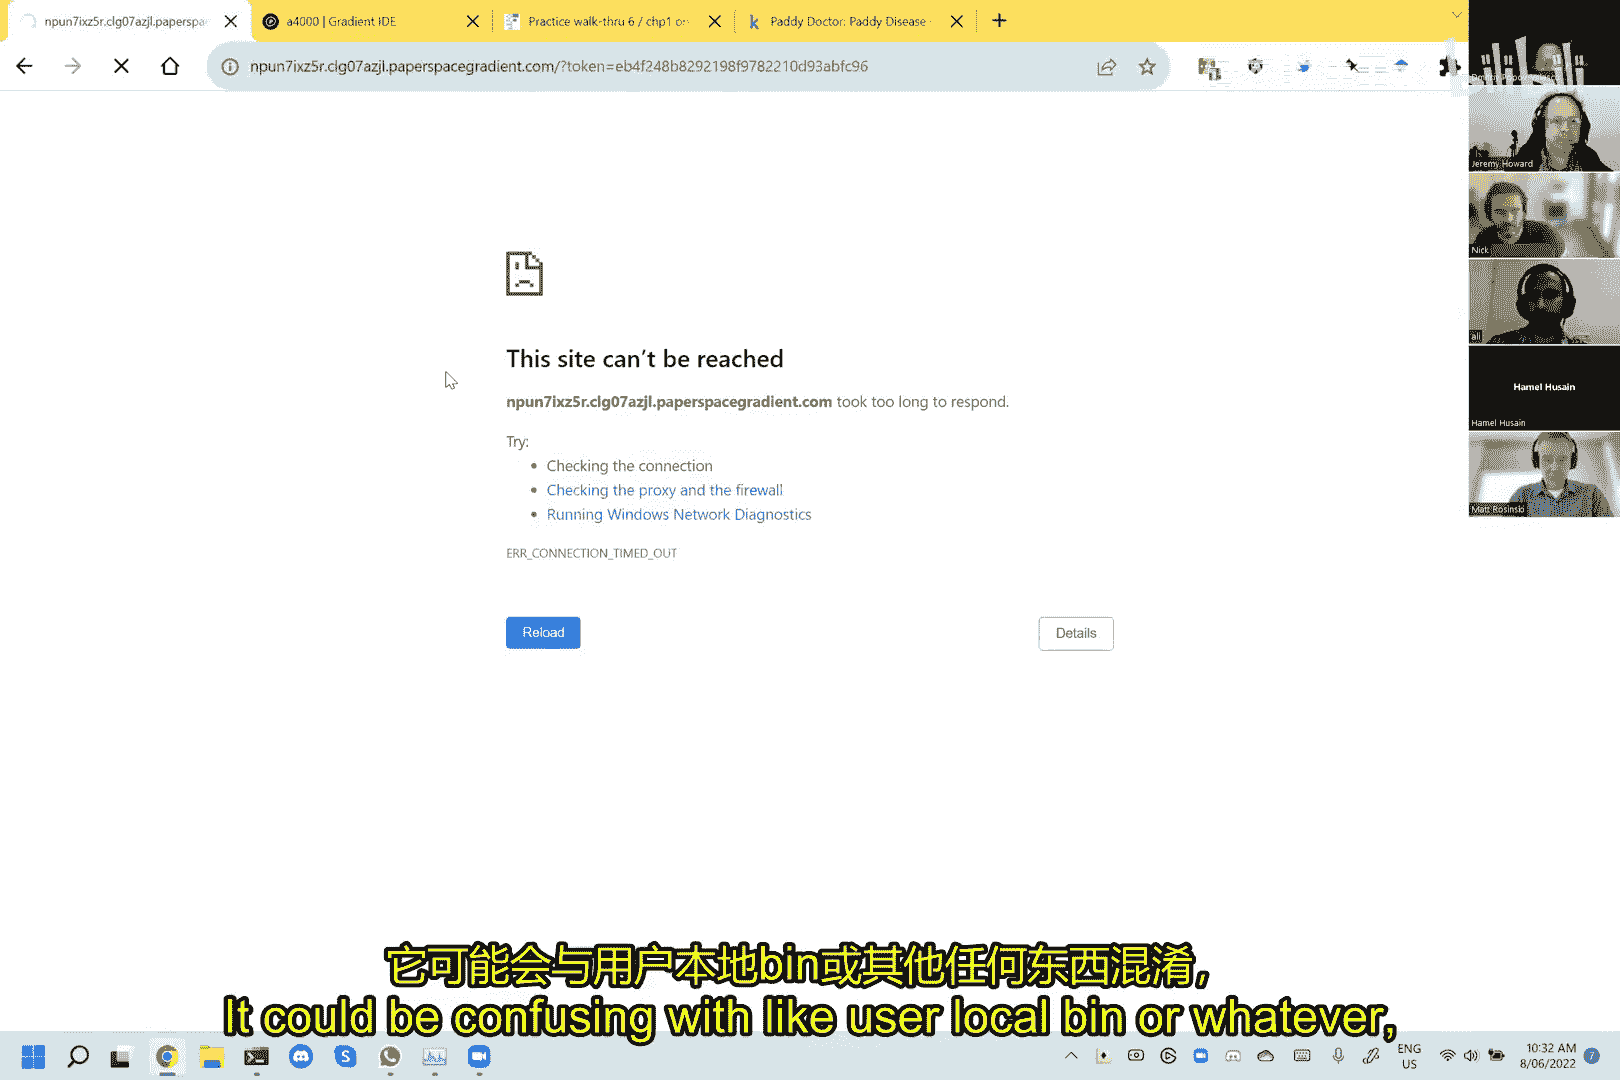 npun7ixz5r.clg07azjl.paperspa
a4000 | Gradient IDE
Practice walk-thru 6 / chp1 or
Paddy Doctor: Paddy Disease
npun7ixz5r.clg07azjl.paperspacegradient.com/?token=eb4f248b8292198f9782210d93abfc96
Jeremy Howard
Nick
ali
Hamel Husain
Hamel Husain
Matt Rosinski
This site can’t be reached
npun7ixz5r.clg07azjl.paperspacegradient.com took too long to respond.
Try:
Checking the connection
Checking the proxy and the firewall
Running Windows Network Diagnostics
ERR_CONNECTION_TIMED_OUT
Reload
Details
它可能会与用户本地bin或其他任何东西混淆，
It could be confusing with like user local bin or whatever,
ENG
US
10:32 AM
8/06/2022
7